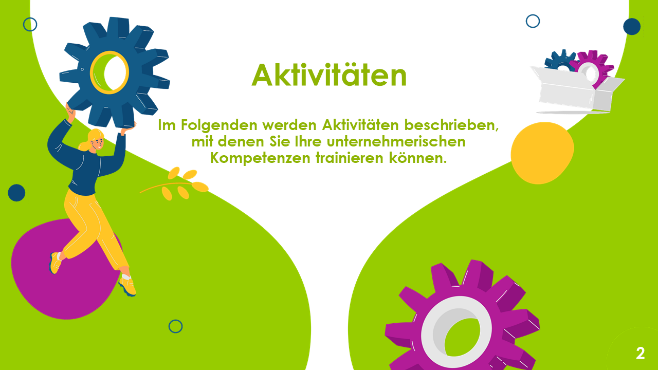 Aktivitäten
Im Folgenden werden Aktivitäten beschrieben,
mit denen Sie Ihre unternehmerischen
Kompetenzen trainieren können.
2